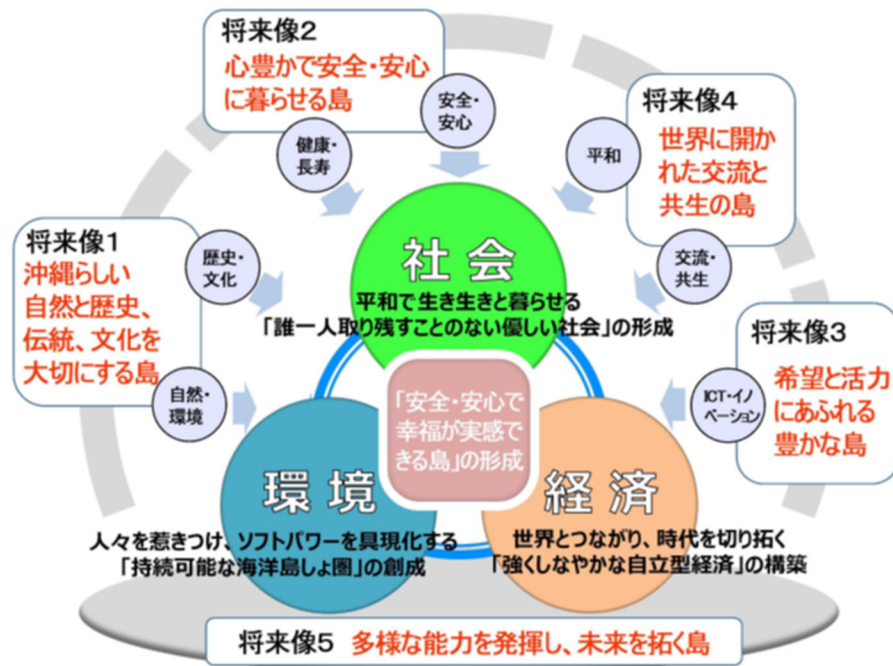 将来像2
心豊かで安全・安心
に暮らせる島
安全・
安心
健康・
長寿
将来像4
世界に開か
れた交流と
共生の島
平和
交流・
共生
将来像1
沖縄らしい
自然と歴史、
伝統、文化を
大切にする島
歴史・
文化
自然・
環境
将来像3
希望と活力
にあふれる
豊かな島
ICT・イノ
ベーション
社会
平和で生き生きと暮らせる
「誰一人取り残すことのない優しい社会」の形成
「安全・安心で
幸福が実感で
きる島」の形成
環境
人々を惹きつけ、ソフトパワーを具現化する
「持続可能な海洋島しょ圏」の創成
経済
世界とつながり、時代を切り拓く
「強くしなやかな自立型経済」の構築
将来像5 多様な能力を発揮し、未来を拓く島